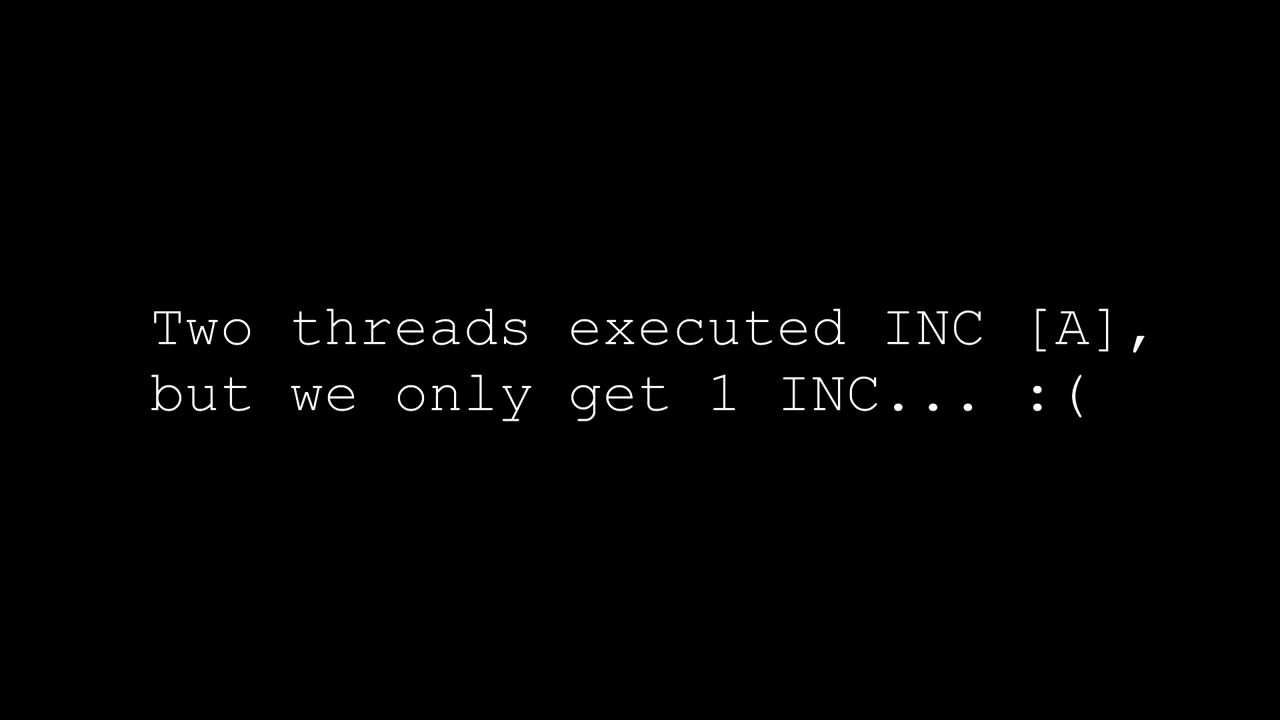 Two threads executed INC [A],
but we only get 1 INC... :(